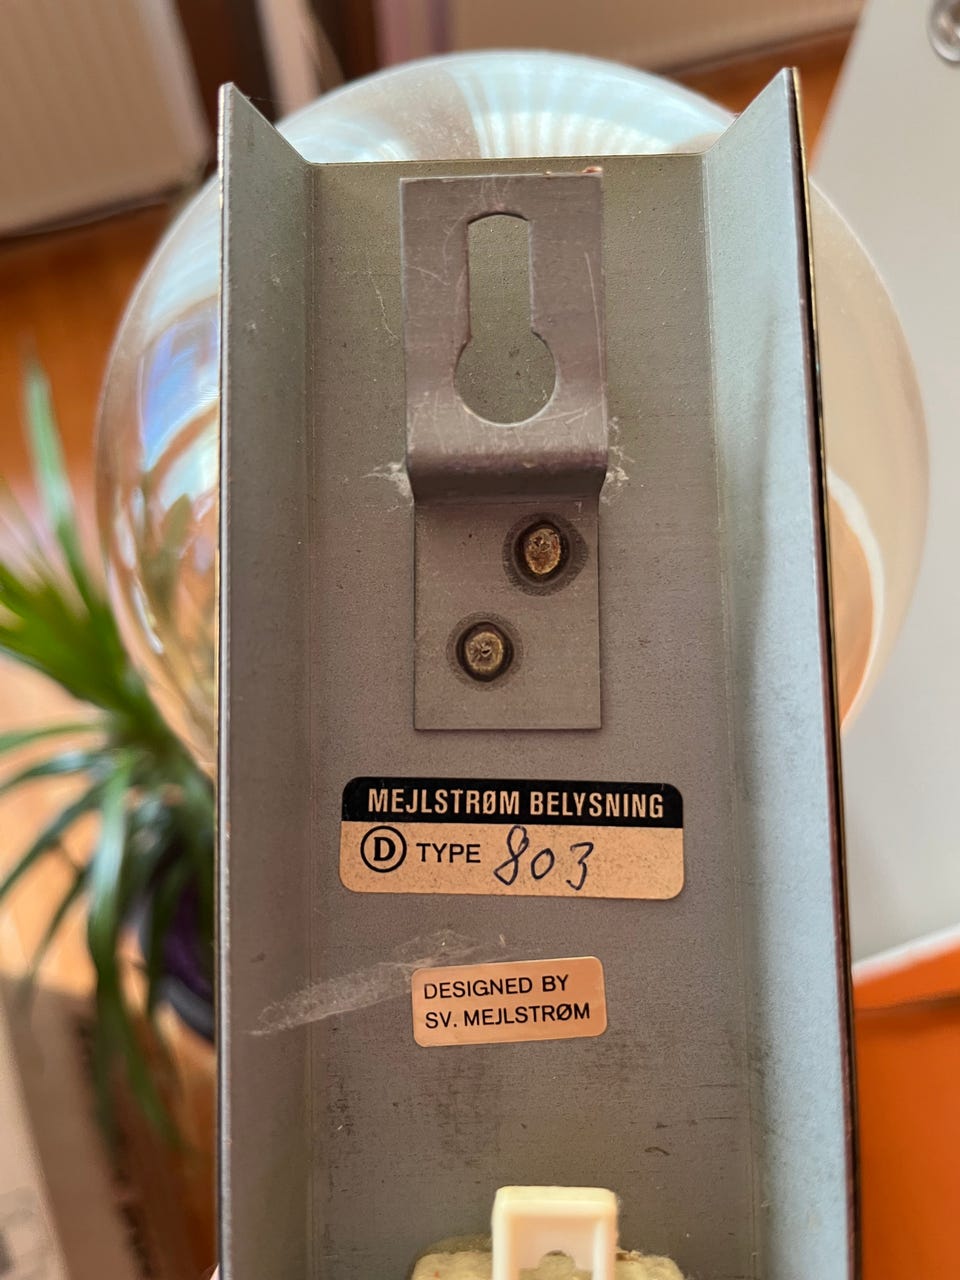 MEJLSTRØM BELYSNING
D TYPE 803
DESIGNED BY
SV. MEJLSTRØM